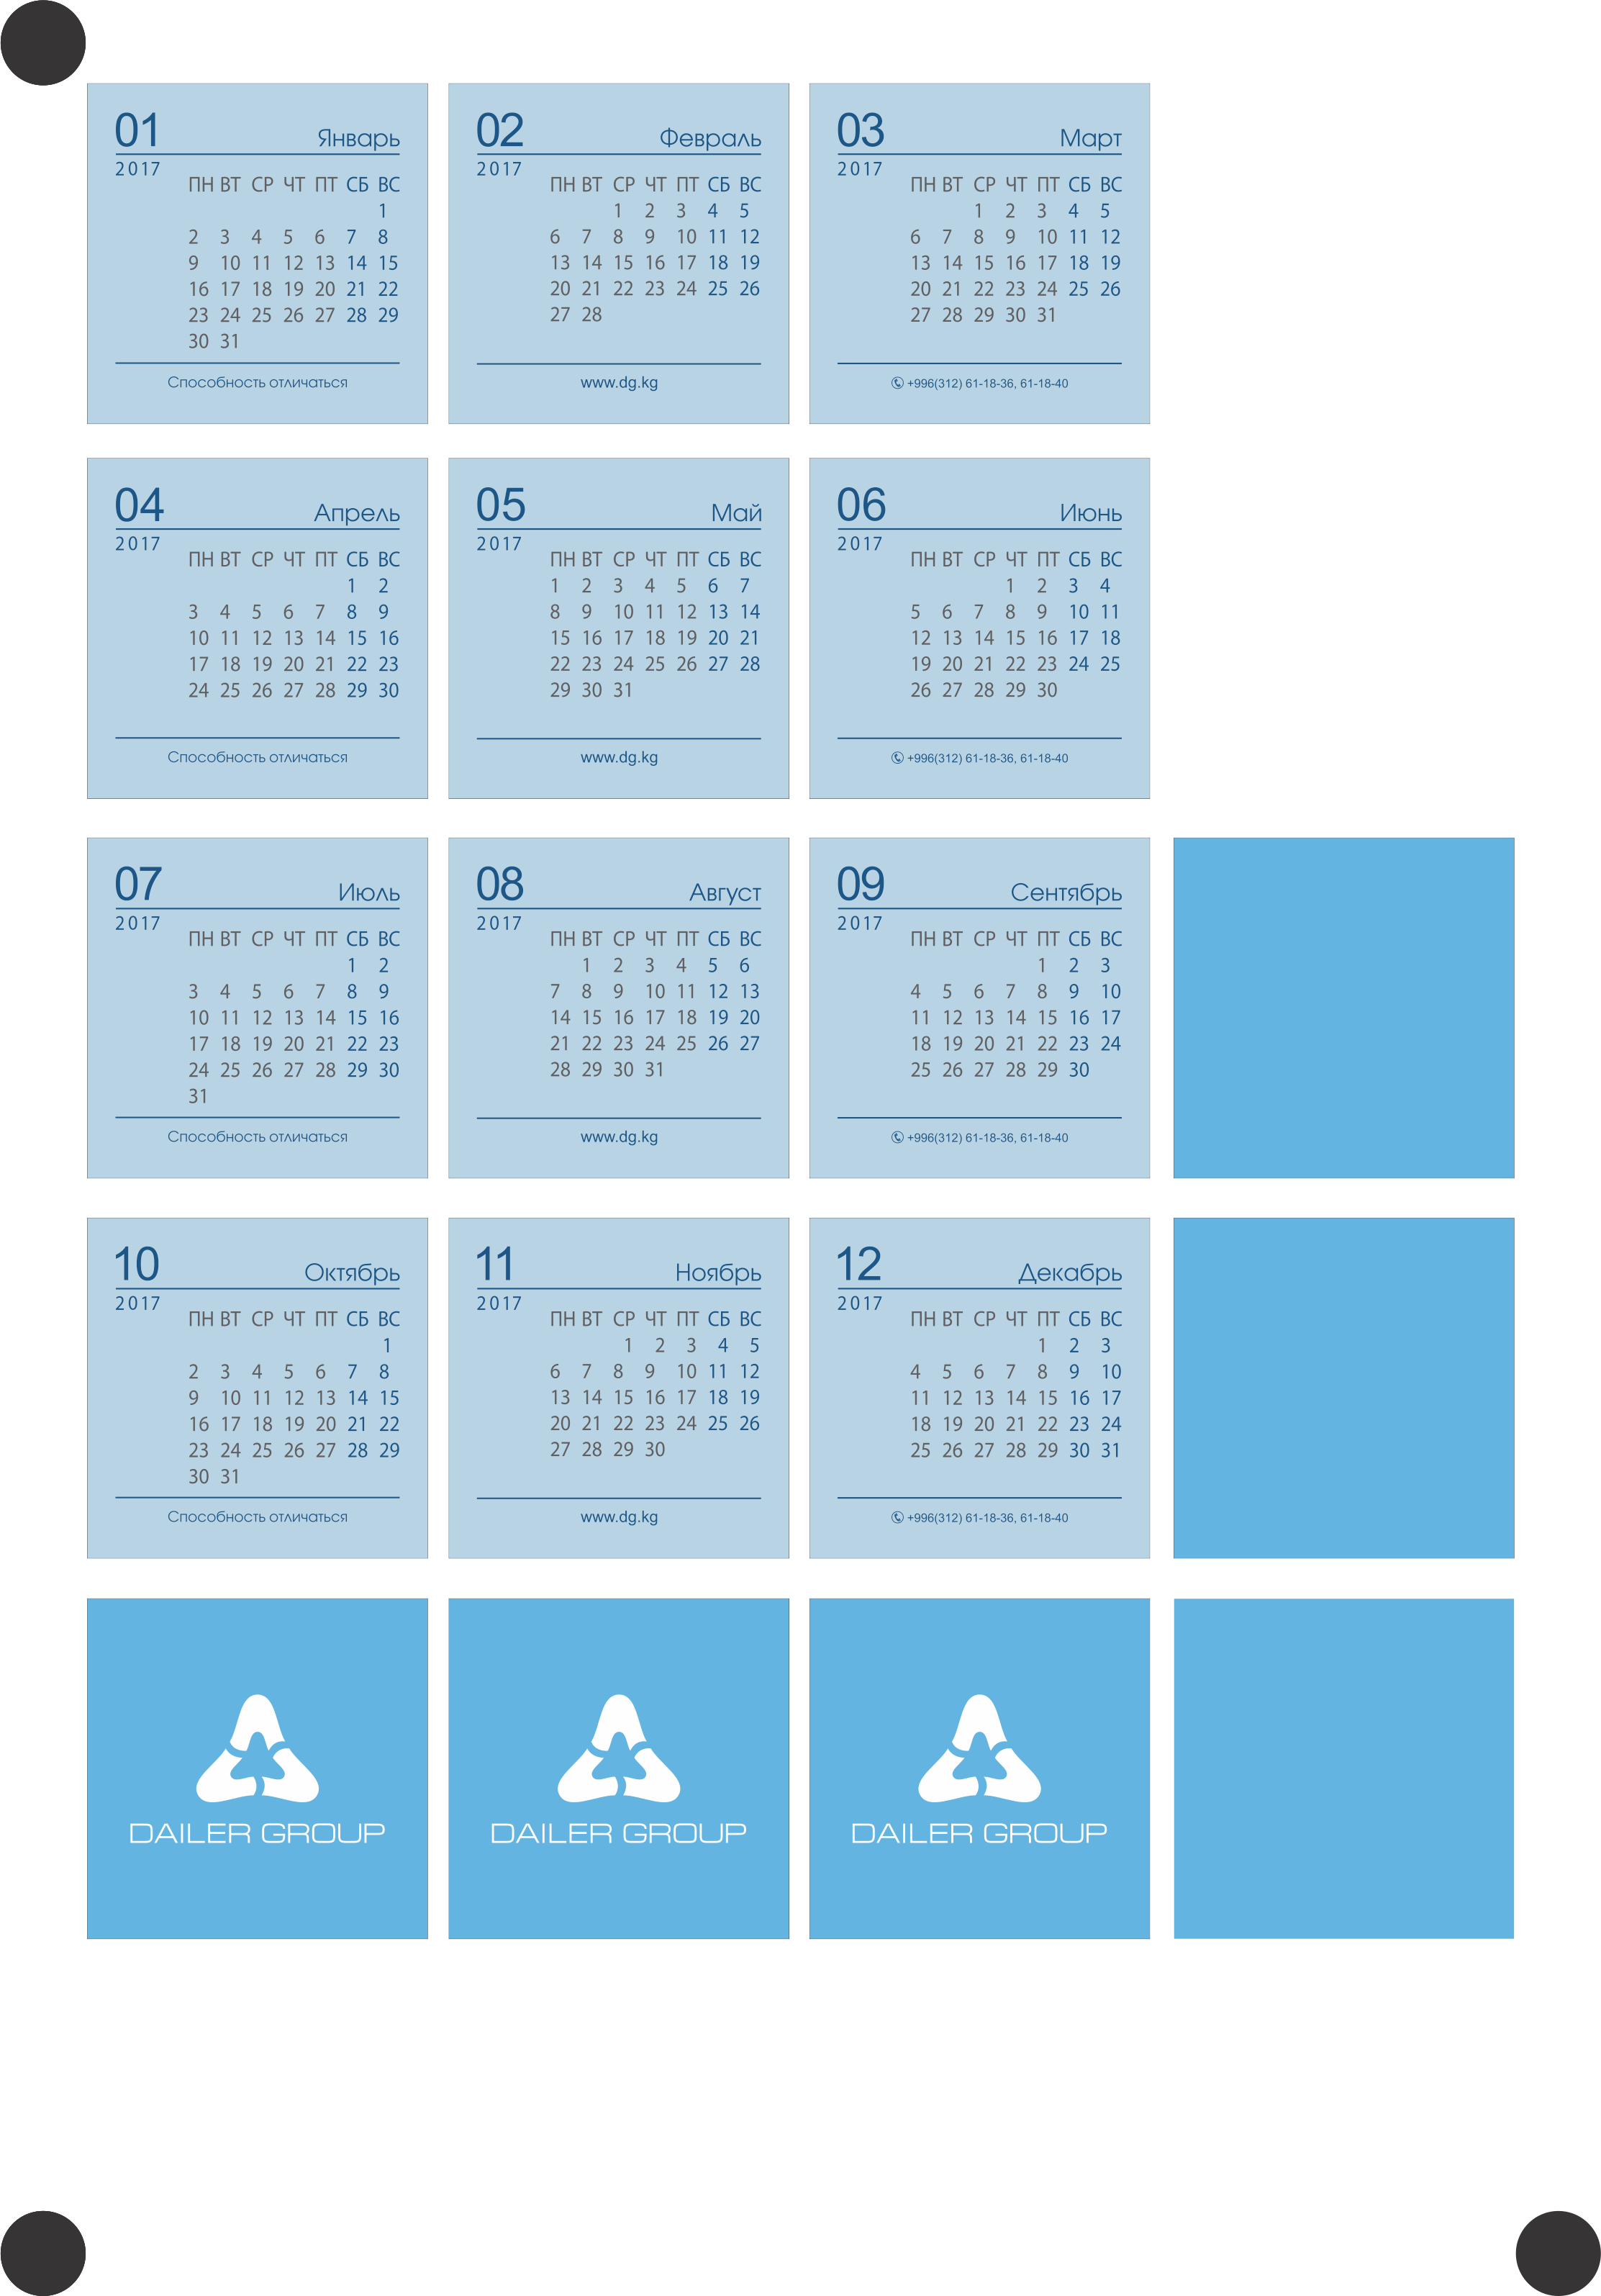 01 Январь
2017
ПН ВТ СР ЧТ ПТ СБ ВС
1
2 3 4 5 6 7 8
9 10 11 12 13 14 15
16 17 18 19 20 21 22
23 24 25 26 27 28 29
30 31
Способность отличаться
02 Февраль
2017
ПН ВТ СР ЧТ ПТ СБ ВС
1 2 3 4 5
6 7 8 9 10 11 12
13 14 15 16 17 18 19
20 21 22 23 24 25 26
27 28
www.dg.kg
03 Март
2017
ПН ВТ СР ЧТ ПТ СБ ВС
1 2 3 4 5
6 7 8 9 10 11 12
13 14 15 16 17 18 19
20 21 22 23 24 25 26
27 28 29 30 31
+996(312) 61-18-36, 61-18-40
04 Апрель
2017
ПН ВТ СР ЧТ ПТ СБ ВС
1 2
3 4 5 6 7 8 9
10 11 12 13 14 15 16
17 18 19 20 21 22 23
24 25 26 27 28 29 30
Способность отличаться
05 Май
2017
ПН ВТ СР ЧТ ПТ СБ ВС
1 2 3 4 5 6 7
8 9 10 11 12 13 14
15 16 17 18 19 20 21
22 23 24 25 26 27 28
29 30 31
www.dg.kg
06 Июнь
2017
ПН ВТ СР ЧТ ПТ СБ ВС
1 2 3 4
5 6 7 8 9 10 11
12 13 14 15 16 17 18
19 20 21 22 23 24 25
26 27 28 29 30
+996(312) 61-18-36, 61-18-40
07 Июль
2017
ПН ВТ СР ЧТ ПТ СБ ВС
1 2
3 4 5 6 7 8 9
10 11 12 13 14 15 16
17 18 19 20 21 22 23
24 25 26 27 28 29 30
31
Способность отличаться
08 Август
2017
ПН ВТ СР ЧТ ПТ СБ ВС
1 2 3 4 5 6
7 8 9 10 11 12 13
14 15 16 17 18 19 20
21 22 23 24 25 26 27
28 29 30 31
www.dg.kg
09 Сентябрь
2017
ПН ВТ СР ЧТ ПТ СБ ВС
1 2 3
4 5 6 7 8 9 10
11 12 13 14 15 16 17
18 19 20 21 22 23 24
25 26 27 28 29 30
+996(312) 61-18-36, 61-18-40
10 Октябрь
2017
ПН ВТ СР ЧТ ПТ СБ ВС
1
2 3 4 5 6 7 8
9 10 11 12 13 14 15
16 17 18 19 20 21 22
23 24 25 26 27 28 29
30 31
Способность отличаться
11 Ноябрь
2017
ПН ВТ СР ЧТ ПТ СБ ВС
1 2 3 4 5
6 7 8 9 10 11 12
13 14 15 16 17 18 19
20 21 22 23 24 25 26
27 28 29 30
www.dg.kg
12 Декабрь
2017
ПН ВТ СР ЧТ ПТ СБ ВС
1 2 3
4 5 6 7 8 9 10
11 12 13 14 15 16 17
18 19 20 21 22 23 24
25 26 27 28 29 30 31
+996(312) 61-18-36, 61-18-40
DAILER GROUP
DAILER GROUP
DAILER GROUP